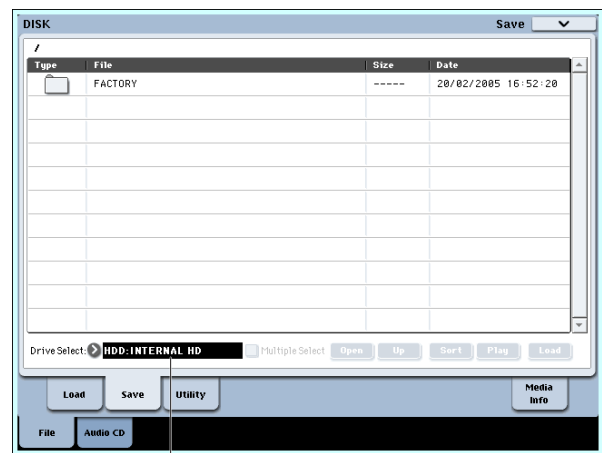 DISK Save
/
Type File Size Date
FACTORY ----- 20/02/2005 16:52:20
Drive Select: HDD:INTERNAL HD Multiple Select Open Up Sort Play Load
Load Save Utility Media Info
File Audio CD